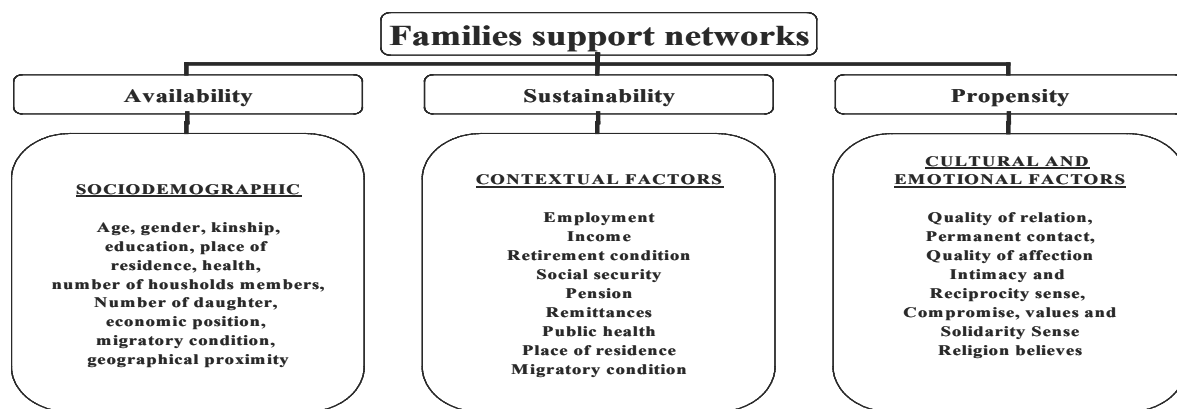 Families support networks
Availability
Sustainability
Propensity
SOCIODEMOGRAPHIC
Age, gender, kinship,
education, place of
residence, health,
number of housholds members,
Number of daughter,
economic position,
migratory condition,
geographical proximity
CONTEXTUAL FACTORS
Employment
Income
Retirement condition
Social security
Pension
Remittances
Public health
Place of residence
Migratory condition
CULTURAL AND
EMOTIONAL FACTORS
Quality of relation,
Permanent contact,
Quality of affection
Intimacy and
Reciprocity sense,
Compromise, values and
Solidarity Sense
Religion believes